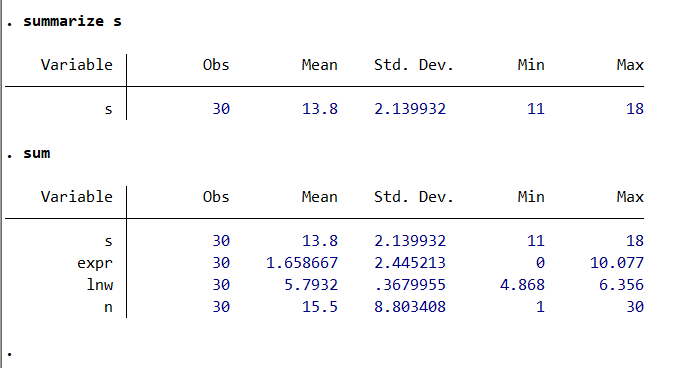 . summarize s
Variable Obs Mean Std. Dev. Min Max
s 30 13.8 2.139932 11 18
. sum
Variable Obs Mean Std. Dev. Min Max
s 30 13.8 2.139932 11 18
expr 30 1.658667 2.445213 0 10.077
lnw 30 5.7932 .3679955 4.868 6.356
n 30 15.5 8.803408 1 30
.